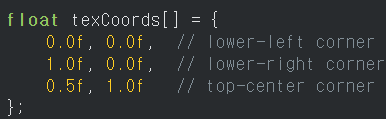 float texCoords[] = {
    0.0f, 0.0f,  // lower-left corner
    1.0f, 0.0f,  // lower-right corner
    0.5f, 1.0f   // top-center corner
};